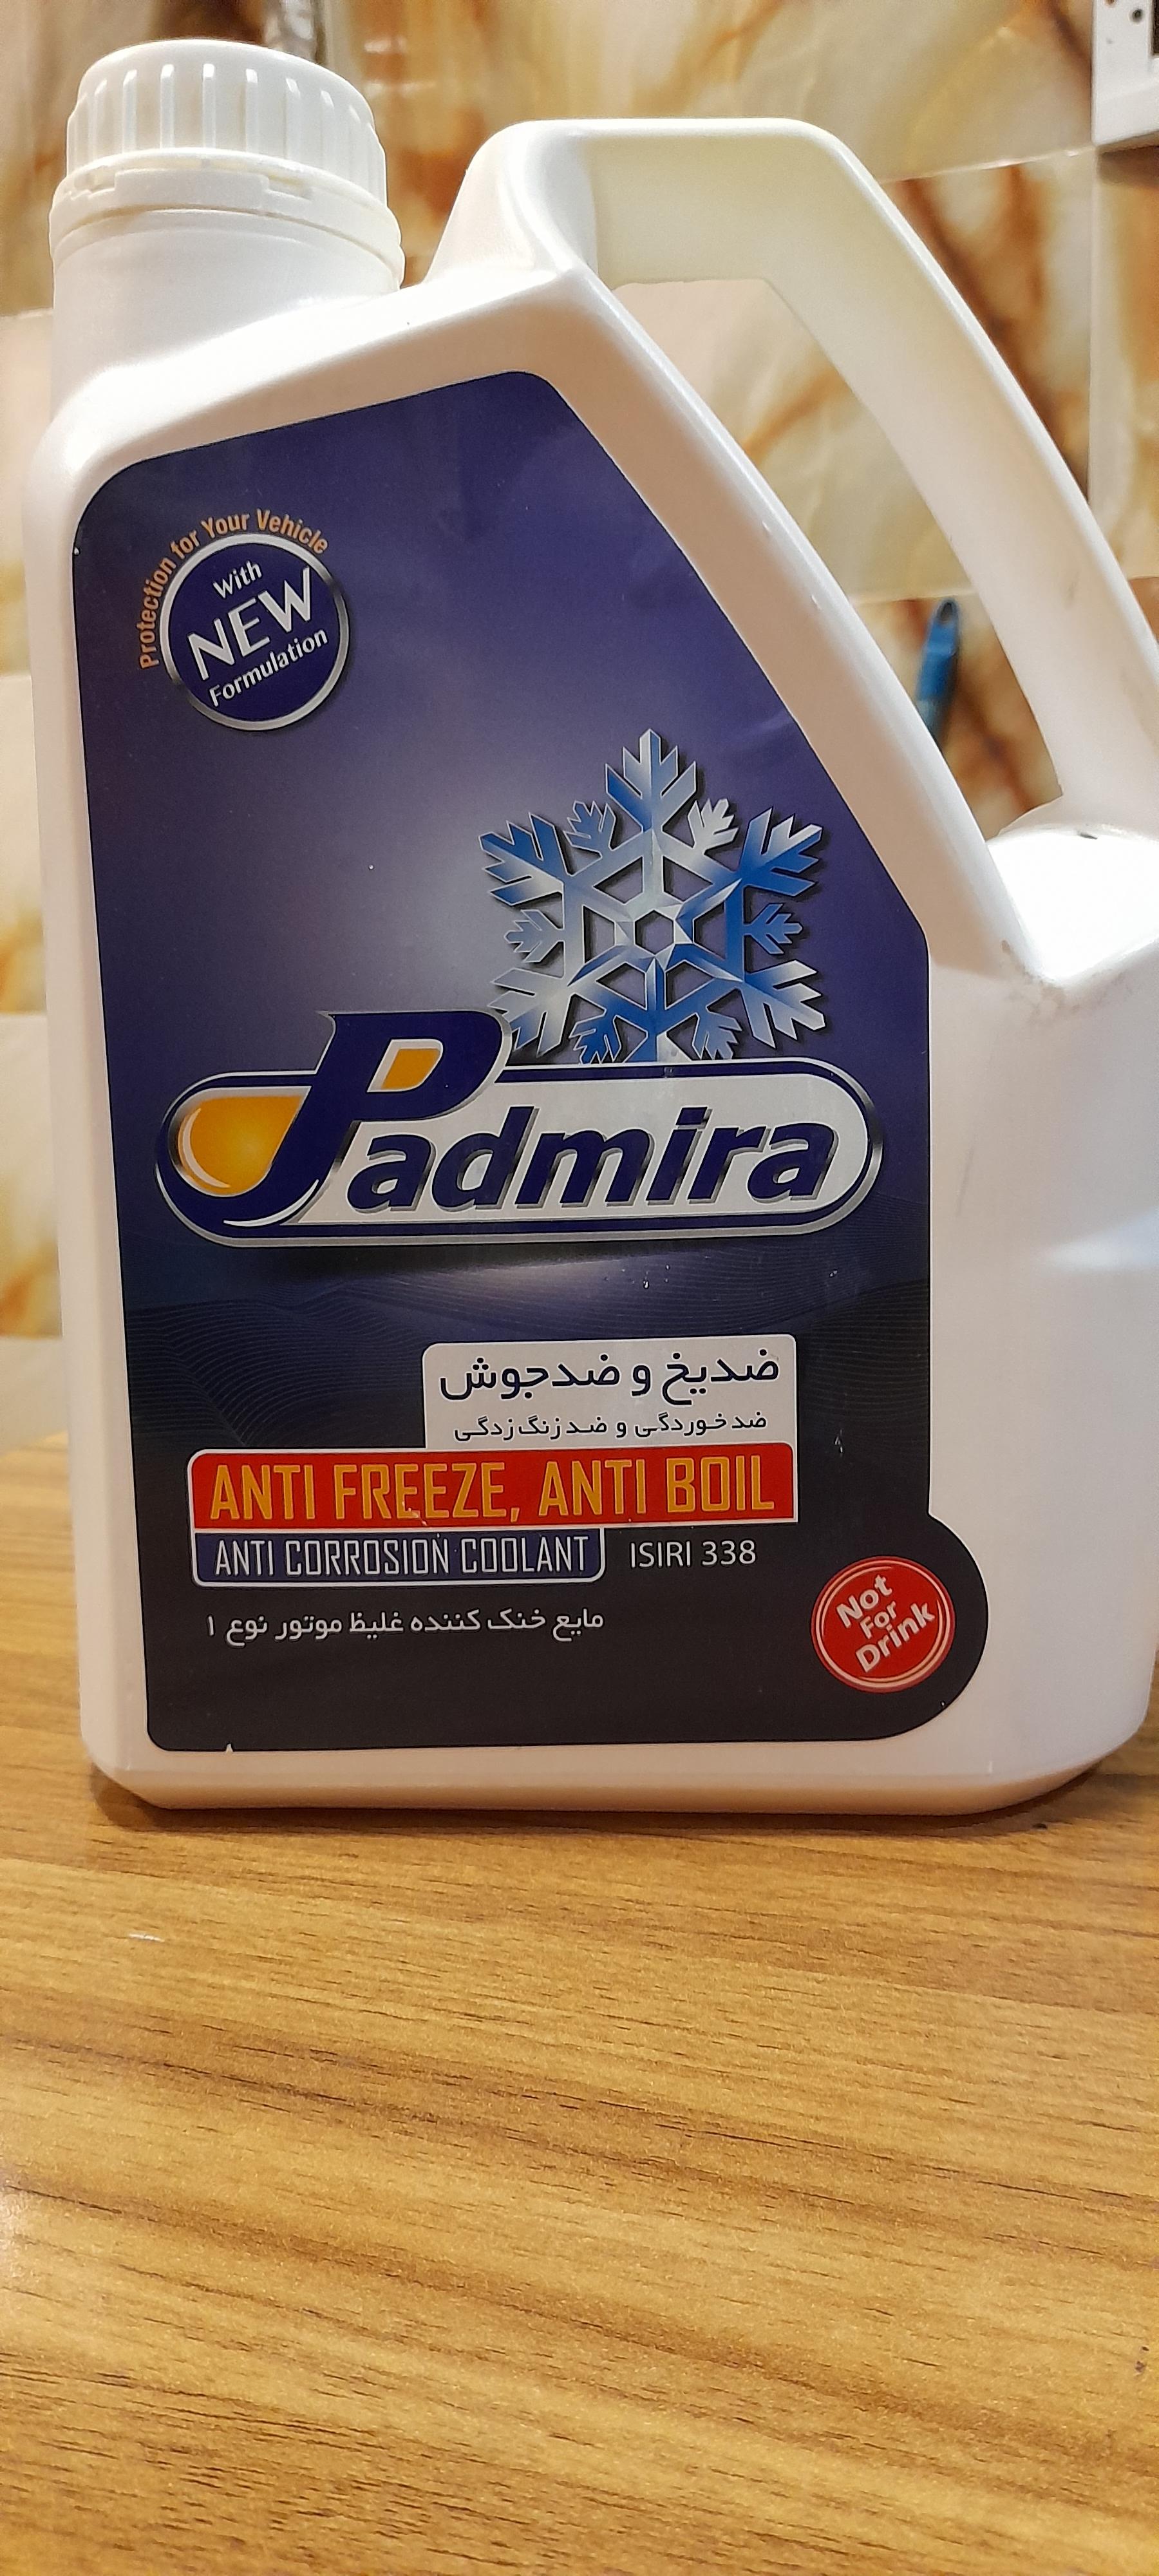 Protection for Your Vehicle
With
NEW
Formulation
Padmira
ضدیخ و ضدجوش
ضد خوردگی و ضد زنگ زدگی
ANTI FREEZE, ANTI BOIL
ANTI CORROSION COOLANT ISIRI 338
مایع خنک کننده غلیظ موتور نوع ۱
Not
For
Drink